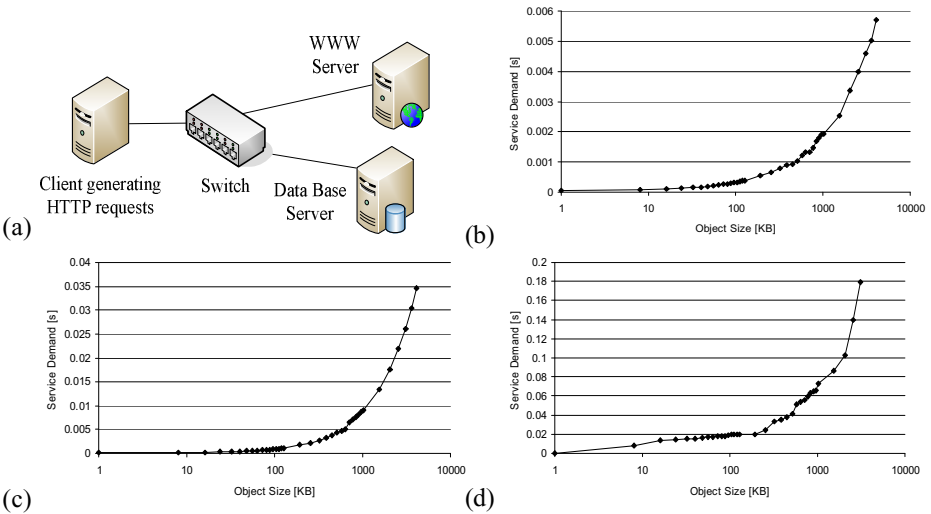 WWW
Server
Client generating
HTTP requests
Switch
Data Base
Server
(a)
0.006
0.005
0.004
0.003
0.002
0.001
0
Service Demand [s]
1 10 100 1000 10000
Object Size [KB]
(b)
0.04
0.035
0.03
0.025
0.02
0.015
0.01
0.005
0
Service Demand [s]
1 10 100 1000 10000
Object Size [KB]
(c)
0.2
0.18
0.16
0.14
0.12
0.1
0.08
0.06
0.04
0.02
0
Service Demand [s]
1 10 100 1000 10000
Object Size [KB]
(d)